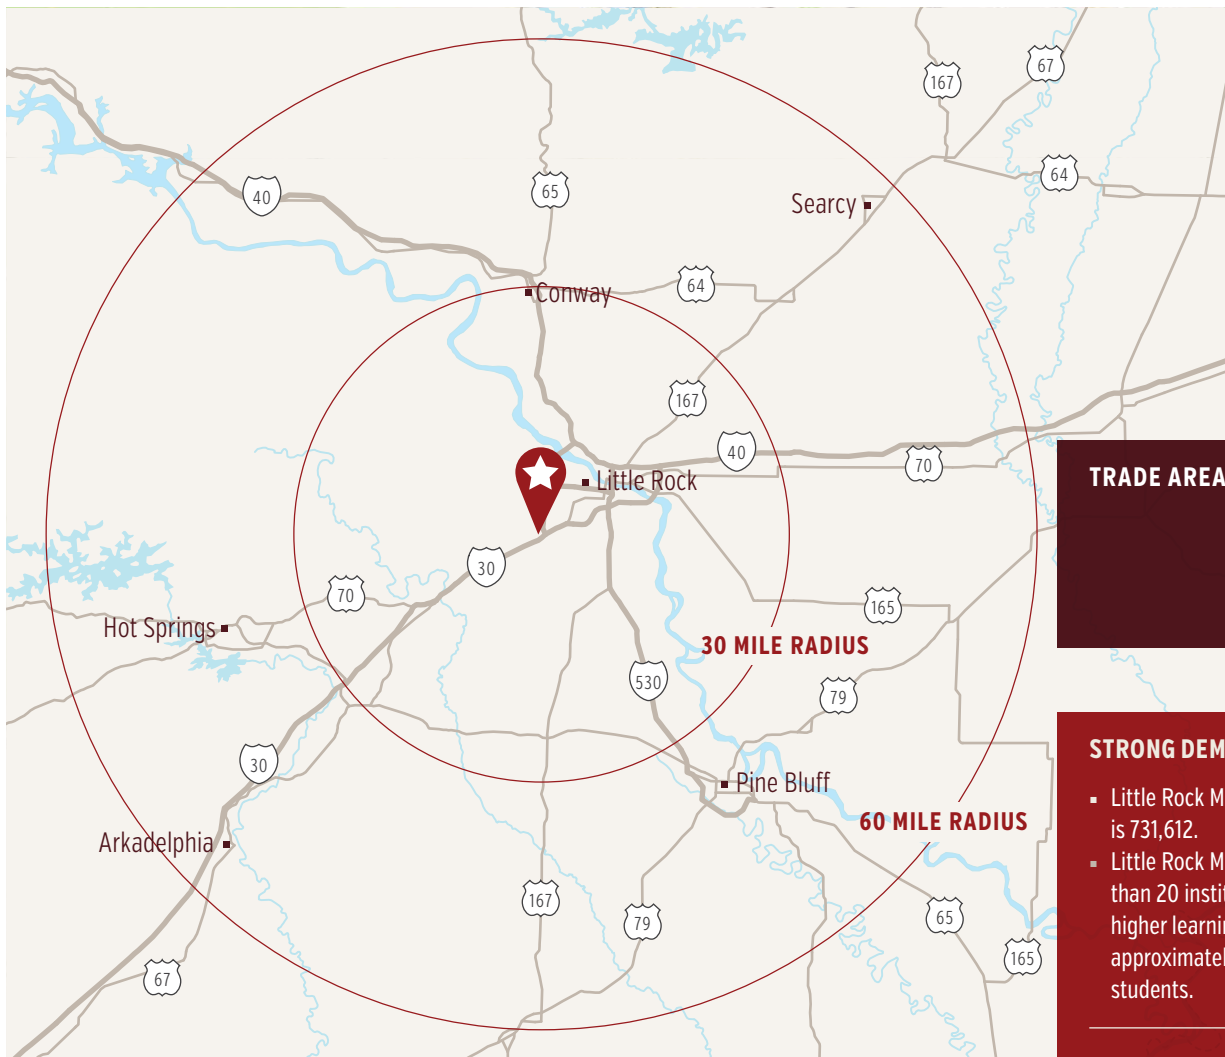 67
167
64
40
65
Searcy
Conway
64
167
40
70
Little Rock
TRADE AREA
30
70
165
Hot Springs
30 MILE RADIUS
530
79
STRONG DEM
30
Pine Bluff
Little Rock M
is 731,612.
60 MILE RADIUS
Arkadelphia
Little Rock M
than 20 instit
higher learnin
approximatel
students.
167
79
65
165
67